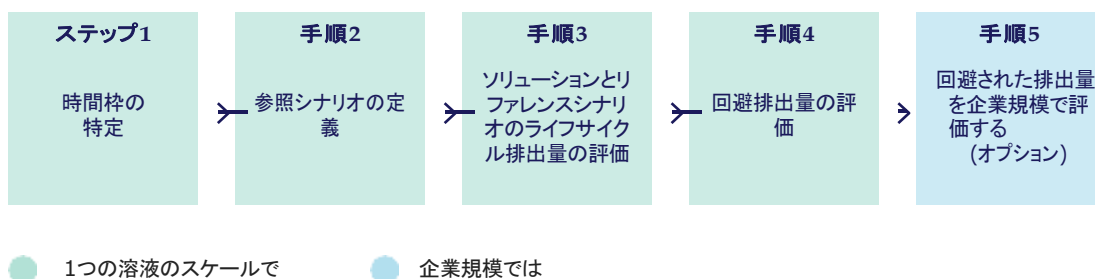 ステップ1
時間枠の
特定
手順2
参照シナリオの定
義
手順3
ソリューションとリ
ファレンスシナリ
オのライフサイク
ル排出量の評価
手順4
回避排出量の評
価
手順5
回避された排出量
を企業規模で評
価する
(オプション)
1つの溶液のスケールで
企業規模では